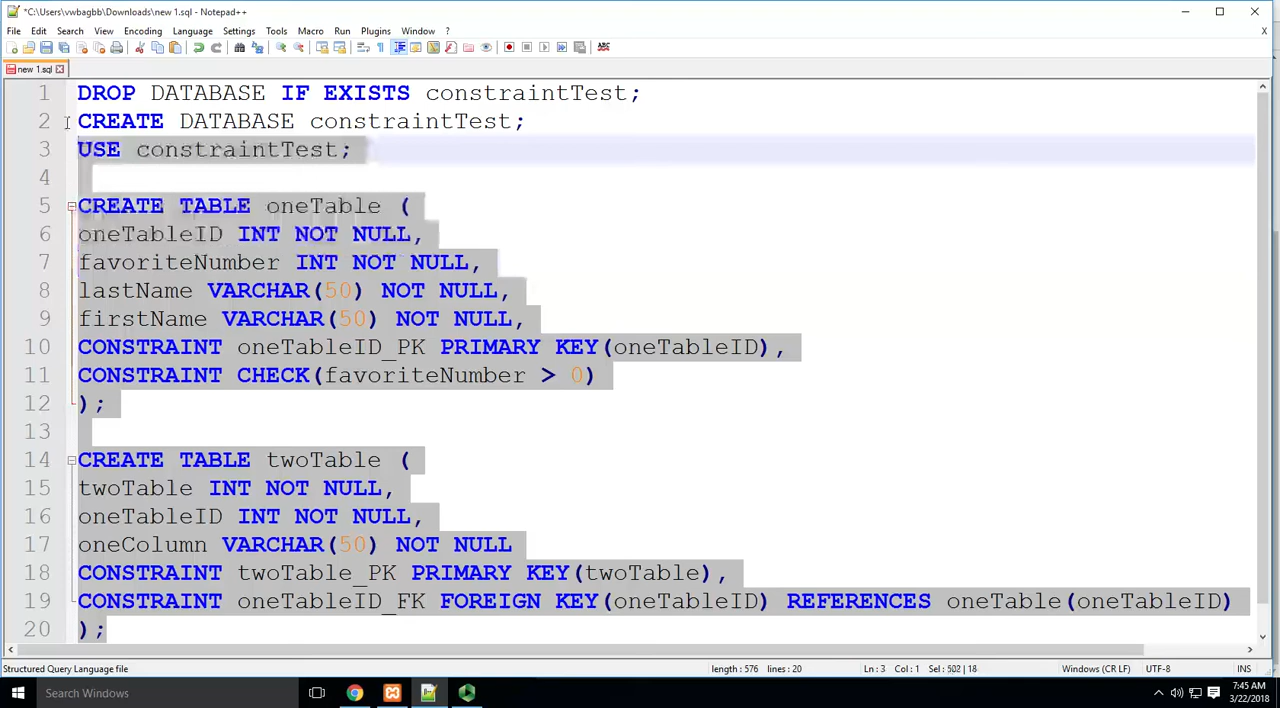 *C:\Users\vwbagbb\Downloads\new 1.sql - Notepad++
File Edit Search View Encoding Language Settings Tools Macro Run Plugins Window ? X
new 1.sql
1 DROP DATABASE IF EXISTS constraintTest;
2 CREATE DATABASE constraintTest;
3 USE constraintTest;
4
5 CREATE TABLE oneTable (
6 oneTableID INT NOT NULL,
7 favoriteNumber INT NOT NULL,
8 lastName VARCHAR(50) NOT NULL,
9 firstName VARCHAR(50) NOT NULL,
10 CONSTRAINT oneTableID_PK PRIMARY KEY(oneTableID),
11 CONSTRAINT CHECK(favoriteNumber > 0)
12 );
13
14 CREATE TABLE twoTable (
15 twoTable INT NOT NULL,
16 oneTableID INT NOT NULL,
17 oneColumn VARCHAR(50) NOT NULL
18 CONSTRAINT twoTable_PK PRIMARY KEY(twoTable),
19 CONSTRAINT oneTableID_FK FOREIGN KEY(oneTableID) REFERENCES oneTable(oneTableID)
20 );
Structured Query Language file length : 576 lines : 20 Ln : 3 Col : 1 Sel : 502 | 18 Windows (CR LF) UTF-8 INS
Search Windows 7:45 AM
3/22/2018